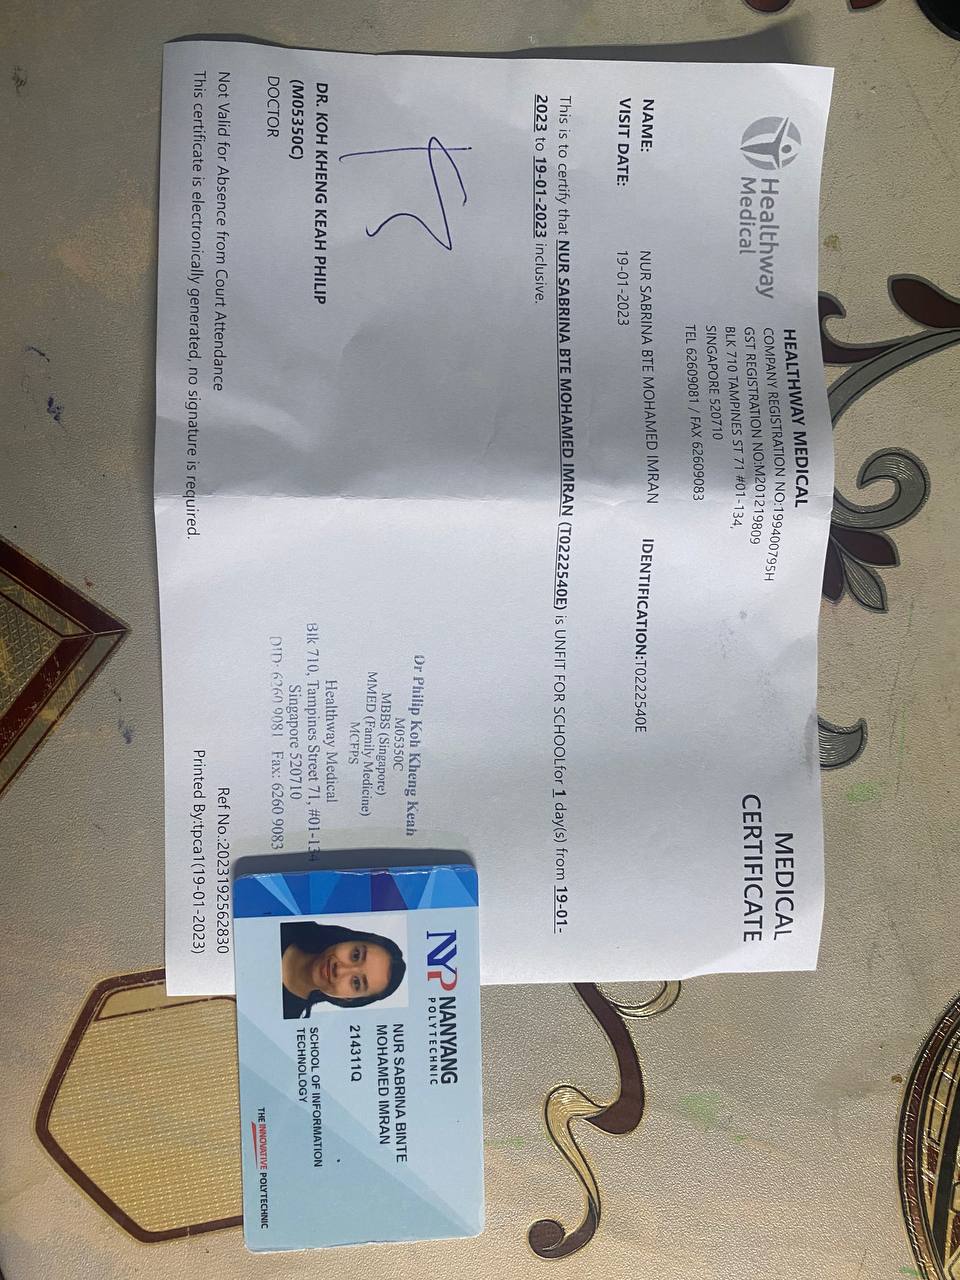 Healthway
Medical
HEALTHWAY MEDICAL
COMPANY REGISTRATION NO:199400795H
GST REGISTRATION NO:M201219809
BLK 710 TAMPINES ST 71 #01-134,
SINGAPORE 520710
TEL 62609081 / FAX 62609083
MEDICAL
CERTIFICATE
NAME: NUR SABRINA BTE MOHAMED IMRAN IDENTIFICATION:T0222540E
VISIT DATE: 19-01-2023
This is to certify that NUR SABRINA BTE MOHAMED IMRAN (T0222540E) is UNFIT FOR SCHOOLfor 1 day(s) from 19-01-
2023 to 19-01-2023 inclusive.
DR. KOH KHENG KEAH PHILIP
(M05350C)
DOCTOR
Dr Philip Koh Kheng Keah
M05350C
MBBS (Singapore)
MMED (Family Medicine)
MCFPS
Healthway Medical
Blk 710, Tampines Street 71, #01-134
Singapore 520710
DID: 6260 9081 Fax: 6260 9083
Not Valid for Absence from Court Attendance
This certificate is electronically generated, no signature is required.
Ref No.:2023192562830
Printed By:tpca1(19-01-2023)
NYP NANYANG
POLYTECHNIC
NUR SABRINA BINTE
MOHAMED IMRAN
214311Q
SCHOOL OF INFORMATION
TECHNOLOGY
THE INNOVATIVE POLYTECHNIC